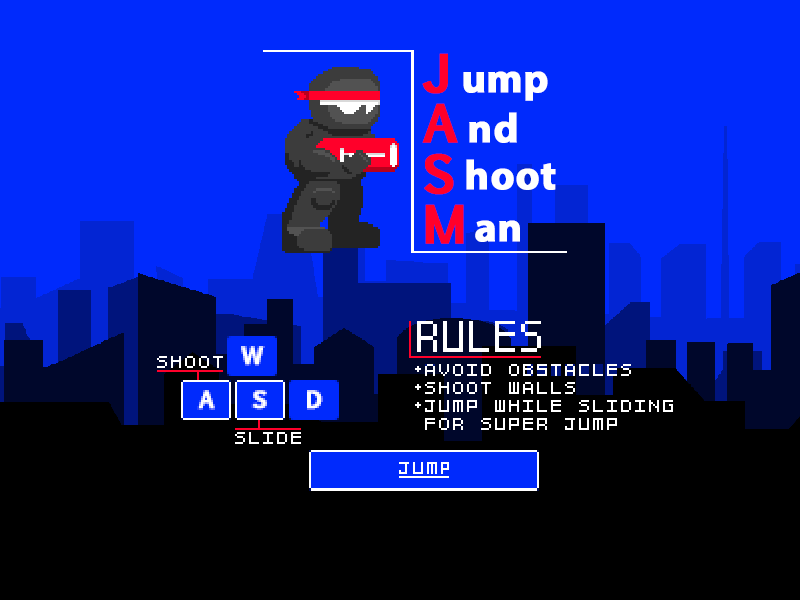 Jump
And
Shoot
Man
RULES
SHOOT
W
+AVOID OBSTACLES
+SHOOT WALLS
A S D
+JUMP WHILE SLIDING
FOR SUPER JUMP
SLIDE
JUMP